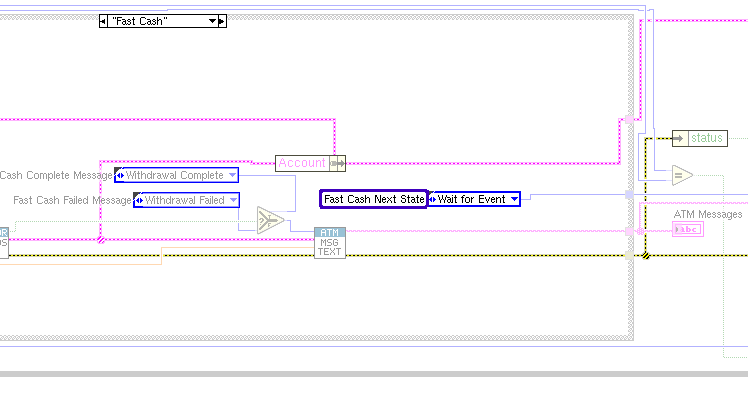 "Fast Cash"
status
Account
Cash Complete Message
Withdrawal Complete
Fast Cash Failed Message
Withdrawal Failed
Fast Cash Next State
Wait for Event
ATM Messages
abc
ATM
MSG
TEXT